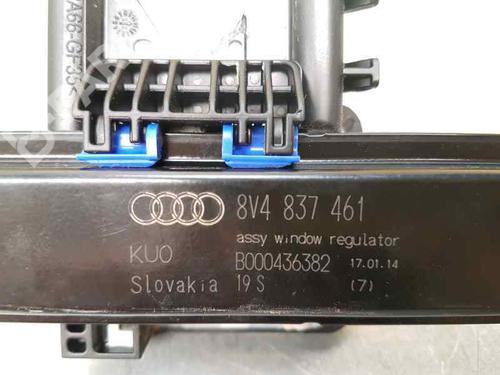 8V4 837 461
assy window regulator
KUO B000436382 17.01.14
Slovakia 19 S (7)